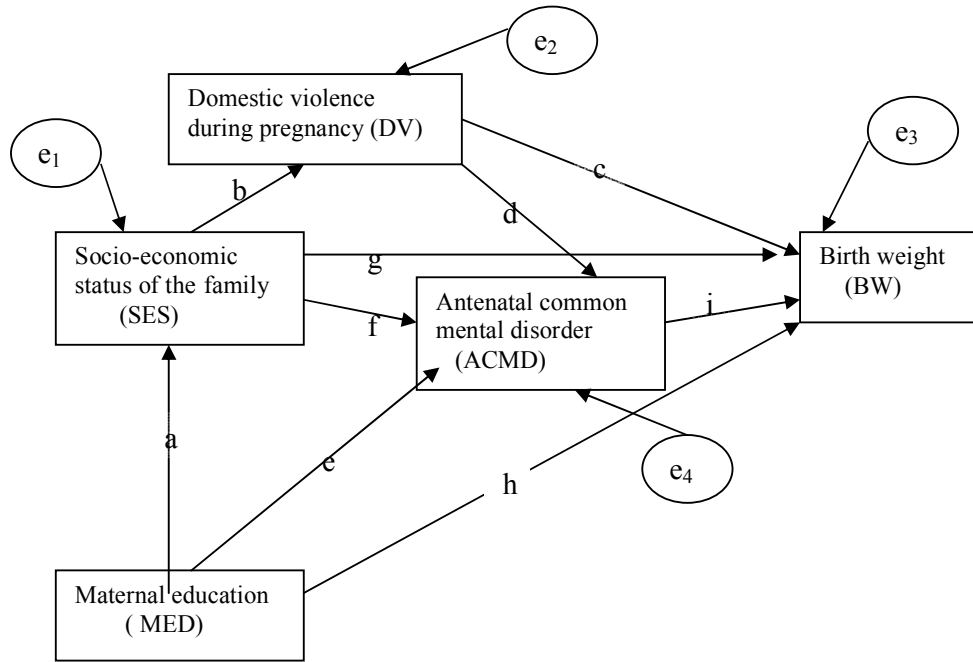 e₂
Domestic violence
during pregnancy (DV)
e₁
e₃
b
c
d
Socio-economic
status of the family
(SES)
g
Birth weight
(BW)
Antenatal common
mental disorder
(ACMD)
f
i
a
e
h
e₄
Maternal education
( MED)